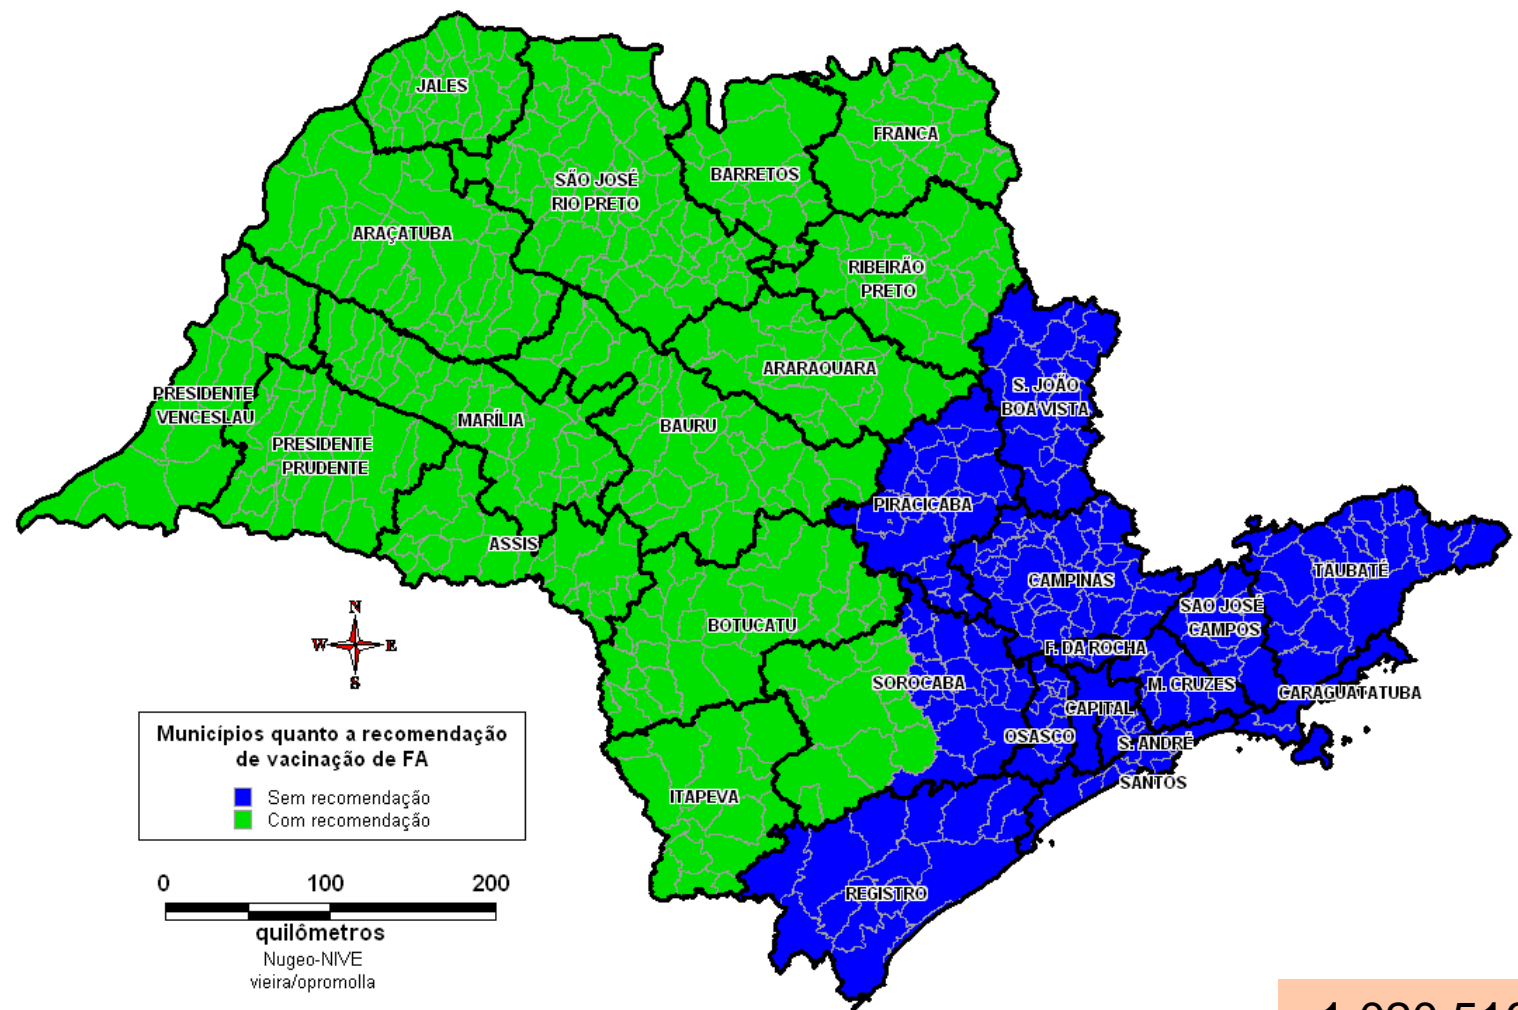 JALES
FRANCA
SÃO JOSÉ
RIO PRETO
BARRETOS
ARAÇATUBA
RIBEIRÃO
PRETO
ARARAQUARA
S. JOÃO
BOA VISTA
PRESIDENTE
VENCESLAU
MARÍLIA
BAURU
PRESIDENTE
PRUDENTE
PIRACICABA
ASSIS
CAMPINAS
TAUBATÉ
SAO JOSÉ
CAMPOS
BOTUCATU
F. DA ROCHA
SOROCABA
M. CRUZES
CARAGUATATUBA
CAPITAL
OSASCO
S. ANDRÉ
SANTOS
ITAPEVA
REGISTRO
N
W E
S
Municípios quanto a recomendação
de vacinação de FA
Sem recomendação
Com recomendação
0 100 200
quilômetros
Nugeo-NIVE
vieira/opromolla